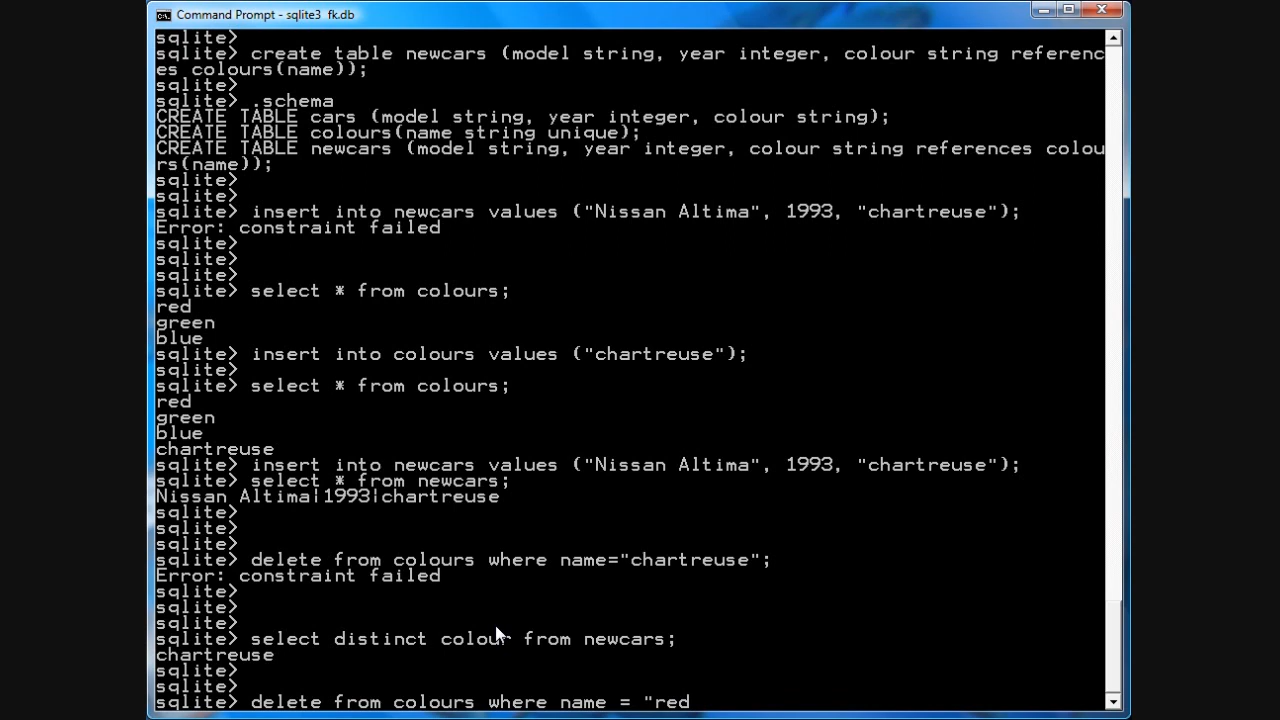 Command Prompt - sqlite3 fk.db
sqlite>
sqlite> create table newcars (model string, year integer, colour string referenc
es colours(name));
sqlite>
sqlite> .schema
CREATE TABLE cars (model string, year integer, colour string);
CREATE TABLE colours(name string unique);
CREATE TABLE newcars (model string, year integer, colour string references colou
rs(name));
sqlite>
sqlite>
sqlite> insert into newcars values ("Nissan Altima", 1993, "chartreuse");
Error: constraint failed
sqlite>
sqlite>
sqlite>
sqlite> select * from colours;
red
green
blue
sqlite> insert into colours values ("chartreuse");
sqlite>
sqlite> select * from colours;
red
green
blue
chartreuse
sqlite> insert into newcars values ("Nissan Altima", 1993, "chartreuse");
sqlite> select * from newcars;
Nissan Altima|1993|chartreuse
sqlite>
sqlite>
sqlite>
sqlite> delete from colours where name="chartreuse";
Error: constraint failed
sqlite>
sqlite>
sqlite>
sqlite> select distinct colour from newcars;
chartreuse
sqlite>
sqlite>
sqlite> delete from colours where name = "red